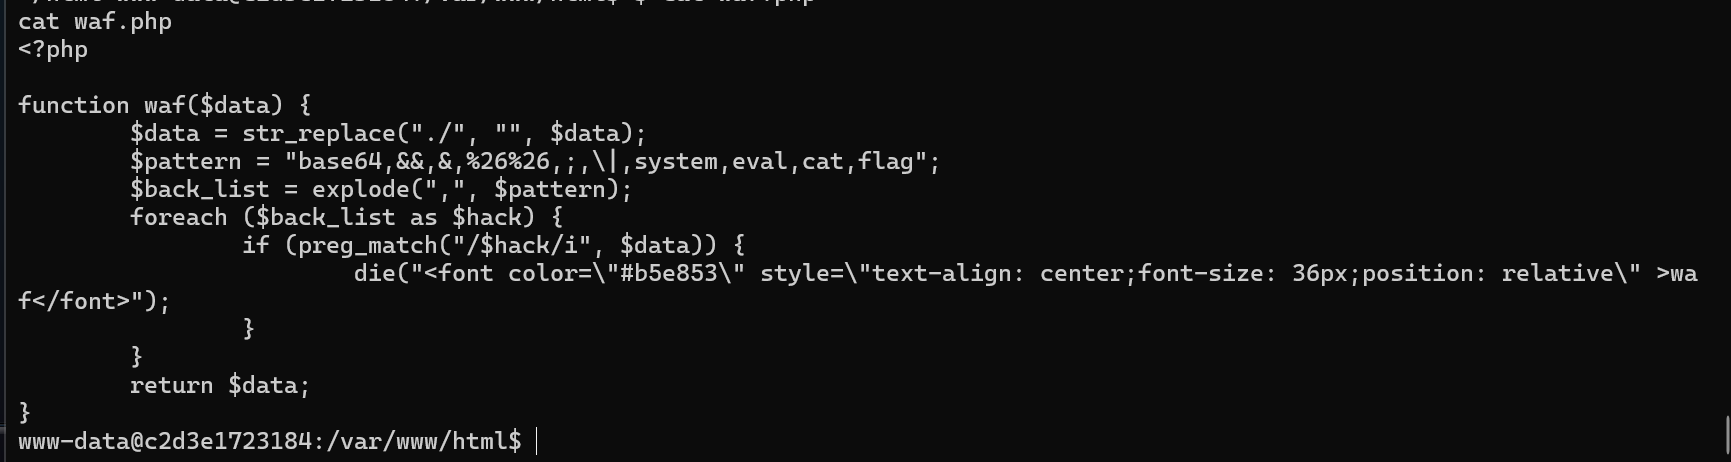 cat waf.php
<?php

function waf($data) {
        $data = str_replace("./", "", $data);
        $pattern = "base64,&&,&,%26%26,;,\|,system,eval,cat,flag";
        $back_list = explode(",", $pattern);
        foreach ($back_list as $hack) {
                if (preg_match("/$hack/i", $data)) {
                        die("<font color=\"#b5e853\" style=\"text-align: center;font-size: 36px;position: relative\" >wa
f</font>");
                }
        }
        return $data;
}
www-data@c2d3e1723184:/var/www/html$